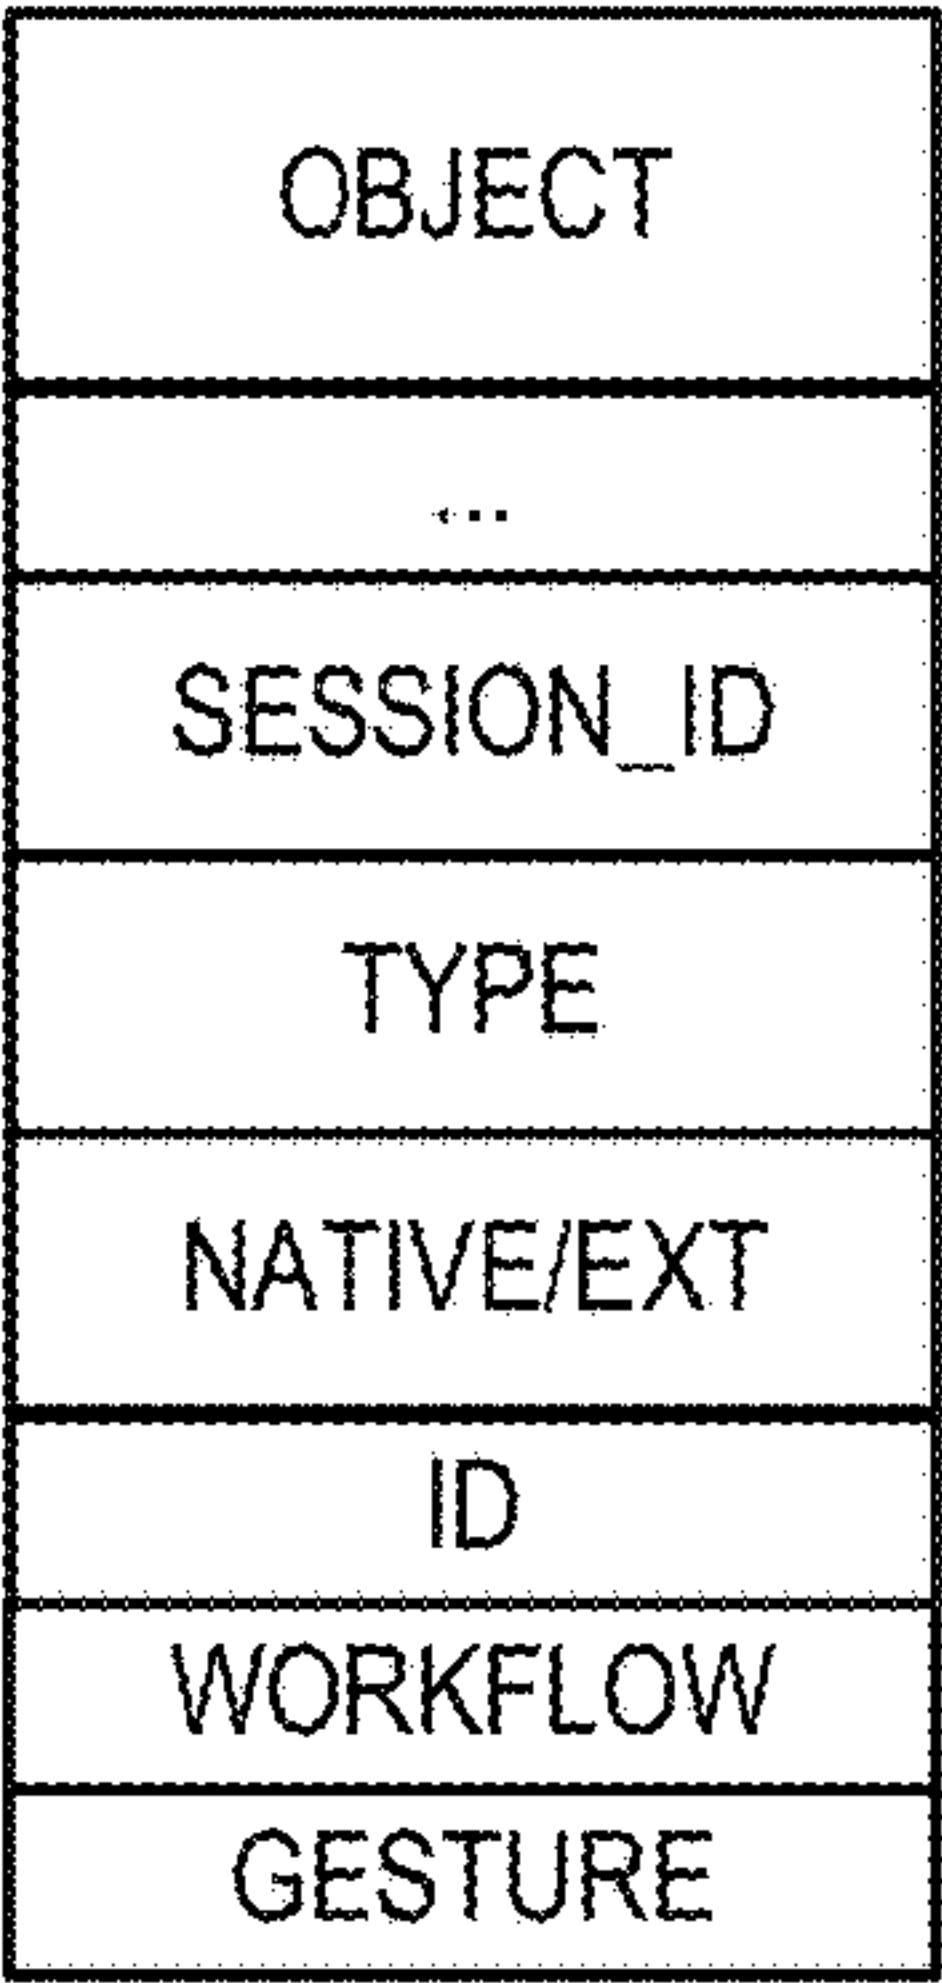 OBJECT
...
SESSION_ID
TYPE
NATIVE/EXT
ID
WORKFLOW
GESTURE